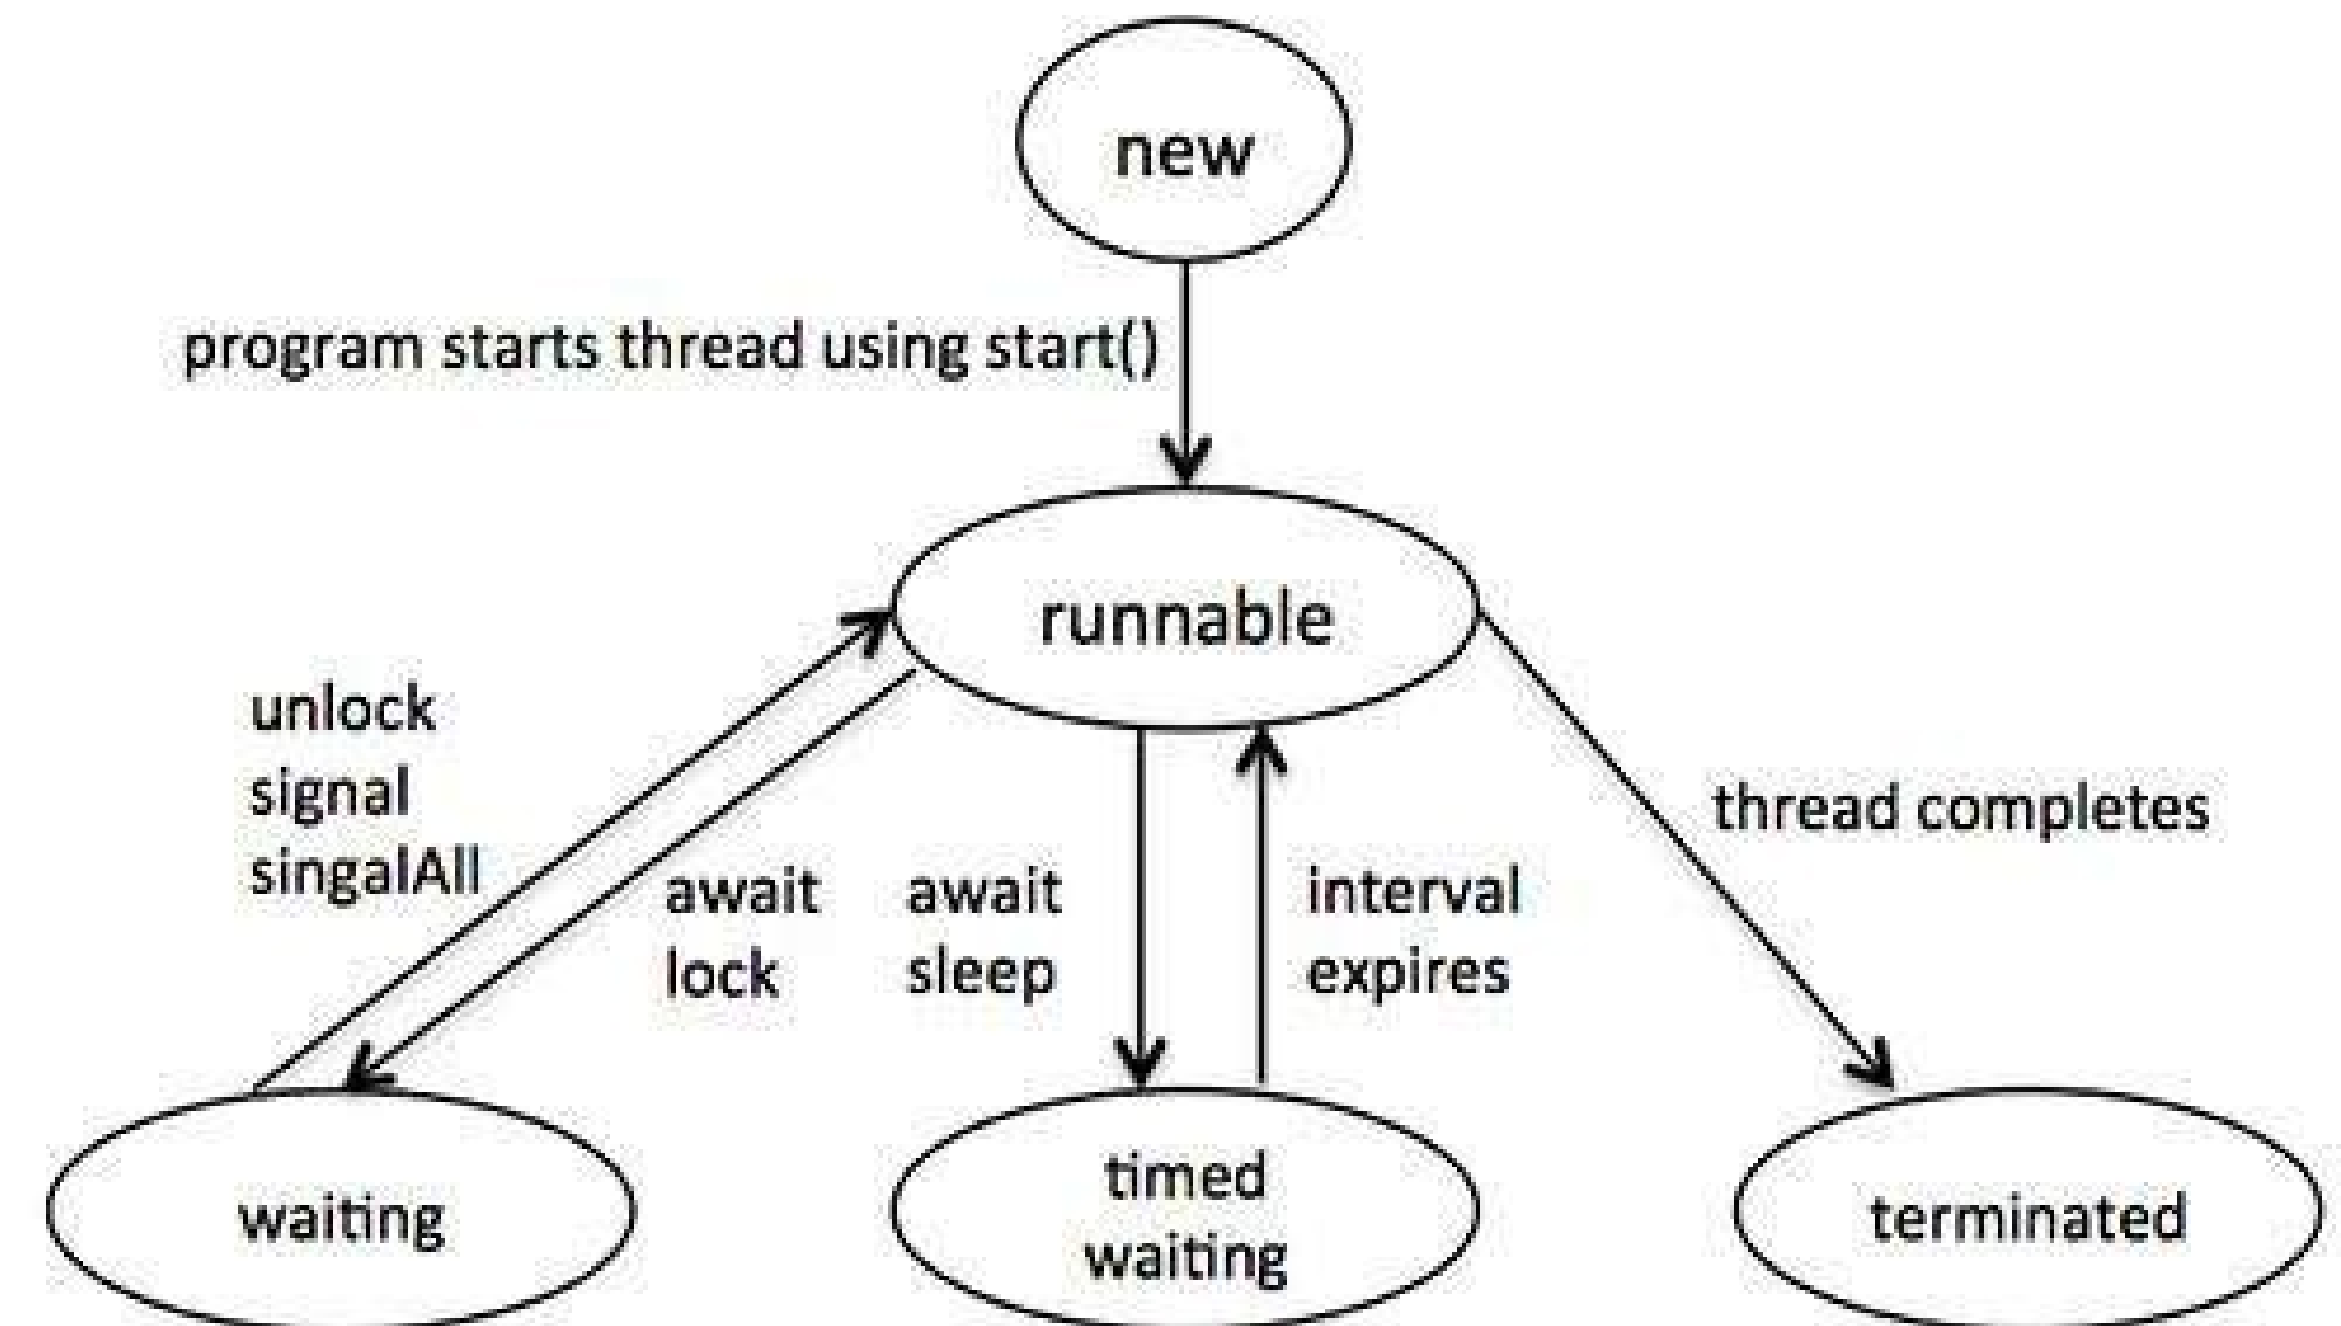 new
program starts thread using start()
runnable
unlock
signal
singalAll
await
lock
await
sleep
interval
expires
thread completes
waiting
timed
waiting
terminated